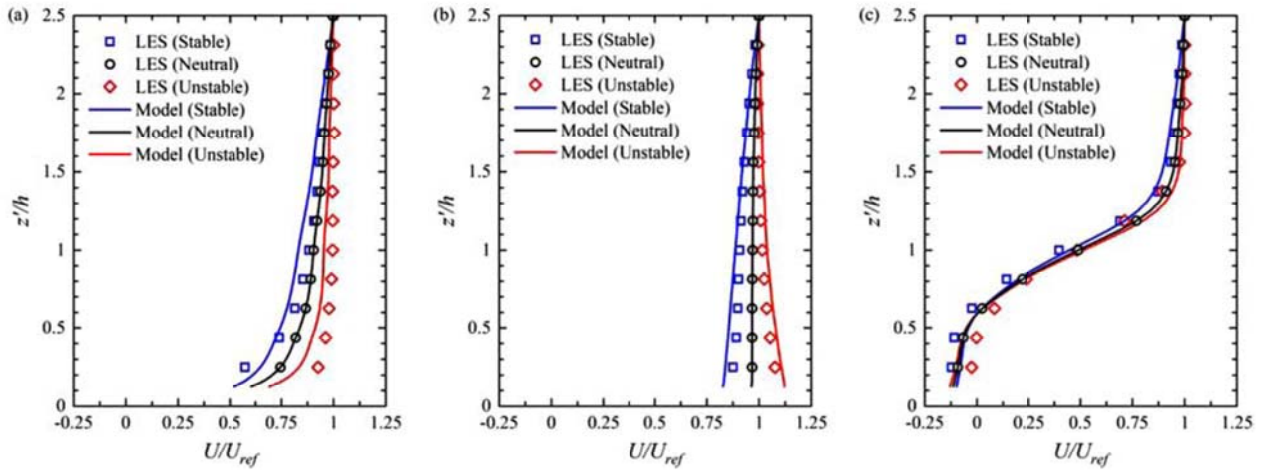 (a)
2.5
2
1.5
1
0.5
0
z'/h
LES (Stable)
LES (Neutral)
LES (Unstable)
Model (Stable)
Model (Neutral)
Model (Unstable)
-0.25 0 0.25 0.5 0.75 1 1.25
U/U_ref
(b)
2.5
2
1.5
1
0.5
0
z'/h
LES (Stable)
LES (Neutral)
LES (Unstable)
Model (Stable)
Model (Neutral)
Model (Unstable)
-0.25 0 0.25 0.5 0.75 1 1.25
U/U_ref
(c)
2.5
2
1.5
1
0.5
0
z'/h
LES (Stable)
LES (Neutral)
LES (Unstable)
Model (Stable)
Model (Neutral)
Model (Unstable)
-0.25 0 0.25 0.5 0.75 1 1.25
U/U_ref